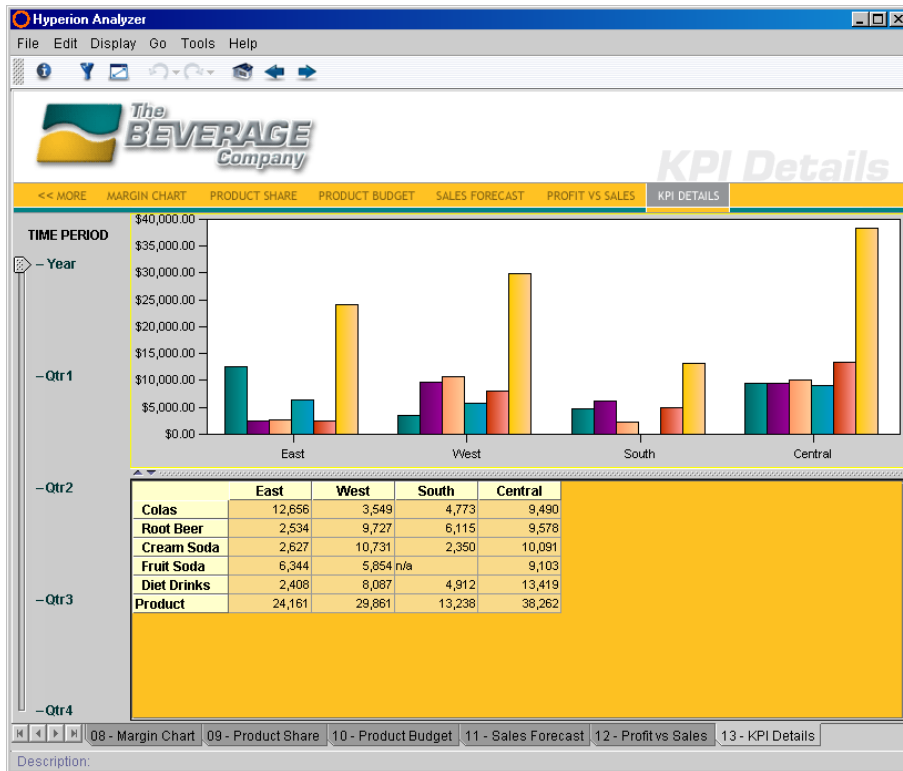 Hyperion Analyzer
File Edit Display Go Tools Help
The
BEVERAGE
Company
KPI Details
<< MORE MARGIN CHART PRODUCT SHARE PRODUCT BUDGET SALES FORECAST PROFIT VS SALES KPI DETAILS
TIME PERIOD
Year
Qtr1
Qtr2
Qtr3
Qtr4
$40,000.00
$35,000.00
$30,000.00
$25,000.00
$20,000.00
$15,000.00
$10,000.00
$5,000.00
$0.00
East West South Central
East West South Central
Colas 12,656 3,549 4,773 9,490
Root Beer 2,534 9,727 6,115 9,578
Cream Soda 2,627 10,731 2,350 10,091
Fruit Soda 6,344 5,854 n/a 9,103
Diet Drinks 2,408 8,087 4,912 13,419
Product 24,161 29,861 13,238 38,262
08 - Margin Chart 09 - Product Share 10 - Product Budget 11 - Sales Forecast 12 - Profit vs Sales 13 - KPI Details
Description: